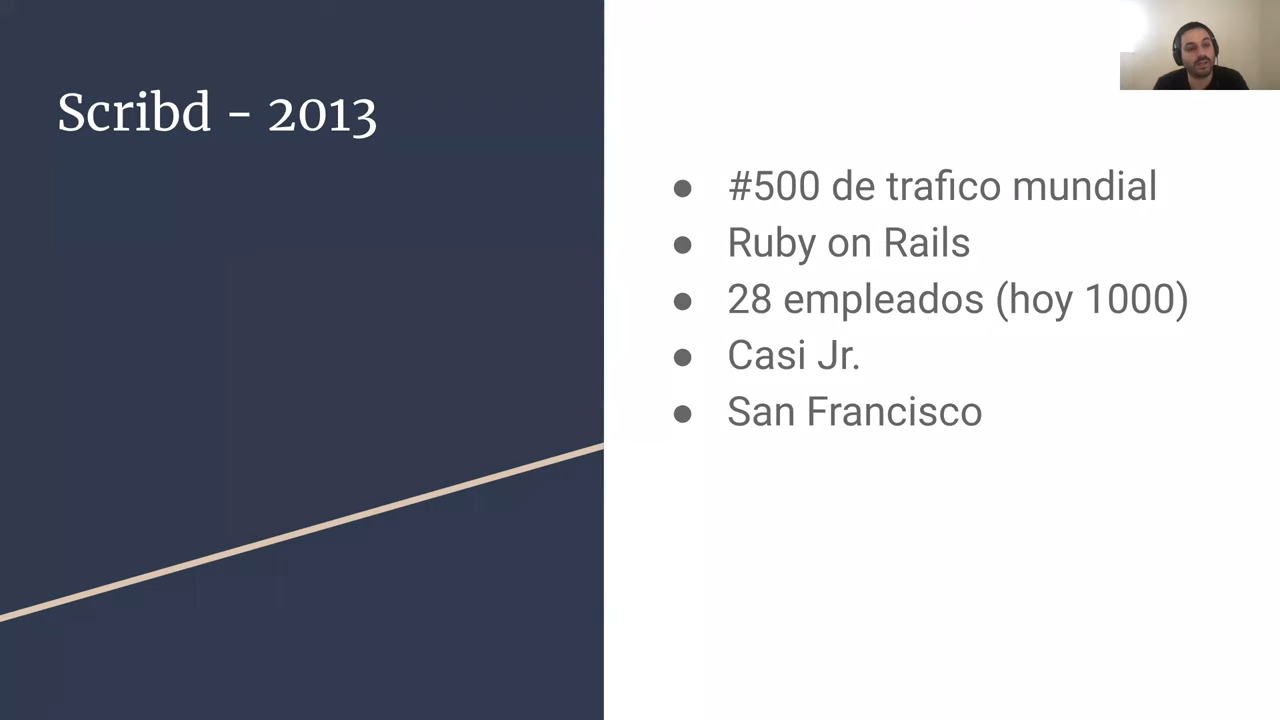 Scribd - 2013
#500 de trafico mundial
Ruby on Rails
28 empleados (hoy 1000)
Casi Jr.
San Francisco